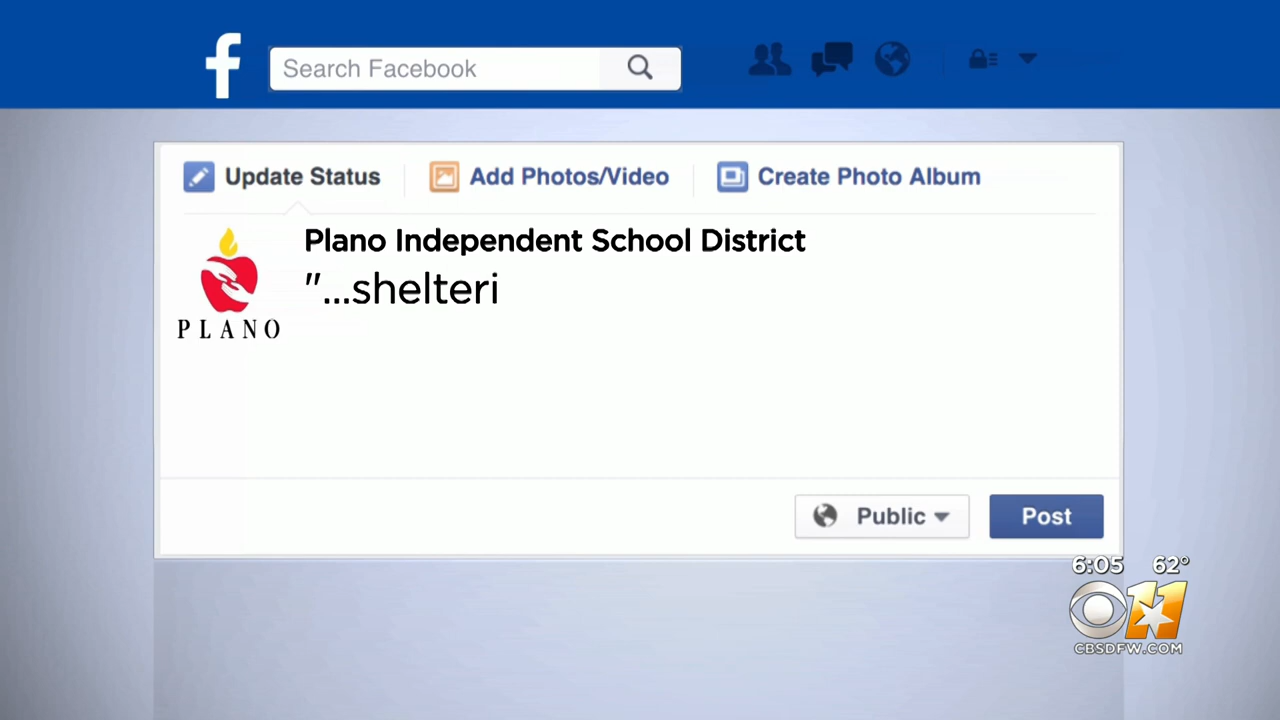 f
Search Facebook
Update Status
Add Photos/Video
Create Photo Album
Plano Independent School District
"...shelteri
PLANO
Public
Post
6:05 62°
11
CBSDFW.COM